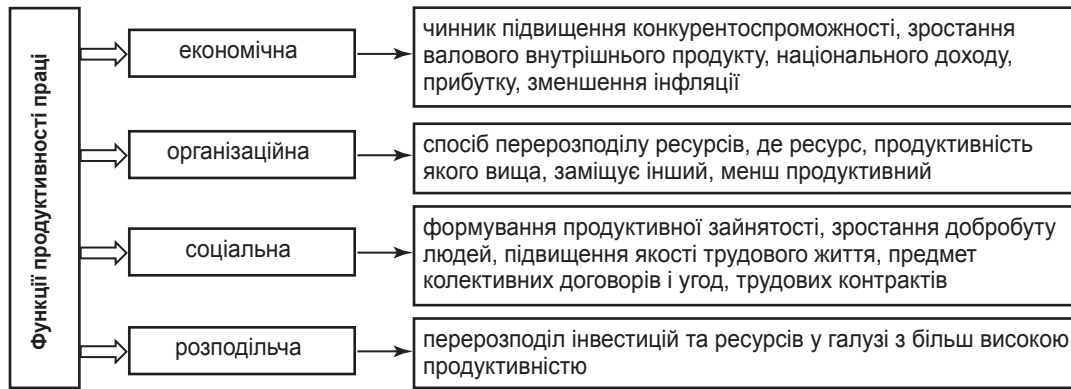 Функції продуктивності праці
економічна
чинник підвищення конкурентоспроможності, зростання
валового внутрішнього продукту, національного доходу,
прибутку, зменшення інфляції
організаційна
спосіб перерозподілу ресурсів, де ресурс, продуктивність
якого вища, заміщує інший, менш продуктивний
соціальна
формування продуктивної зайнятості, зростання добробуту
людей, підвищення якості трудового життя, предмет
колективних договорів і угод, трудових контрактів
розподільча
перерозподіл інвестицій та ресурсів у галузі з більш високою
продуктивністю